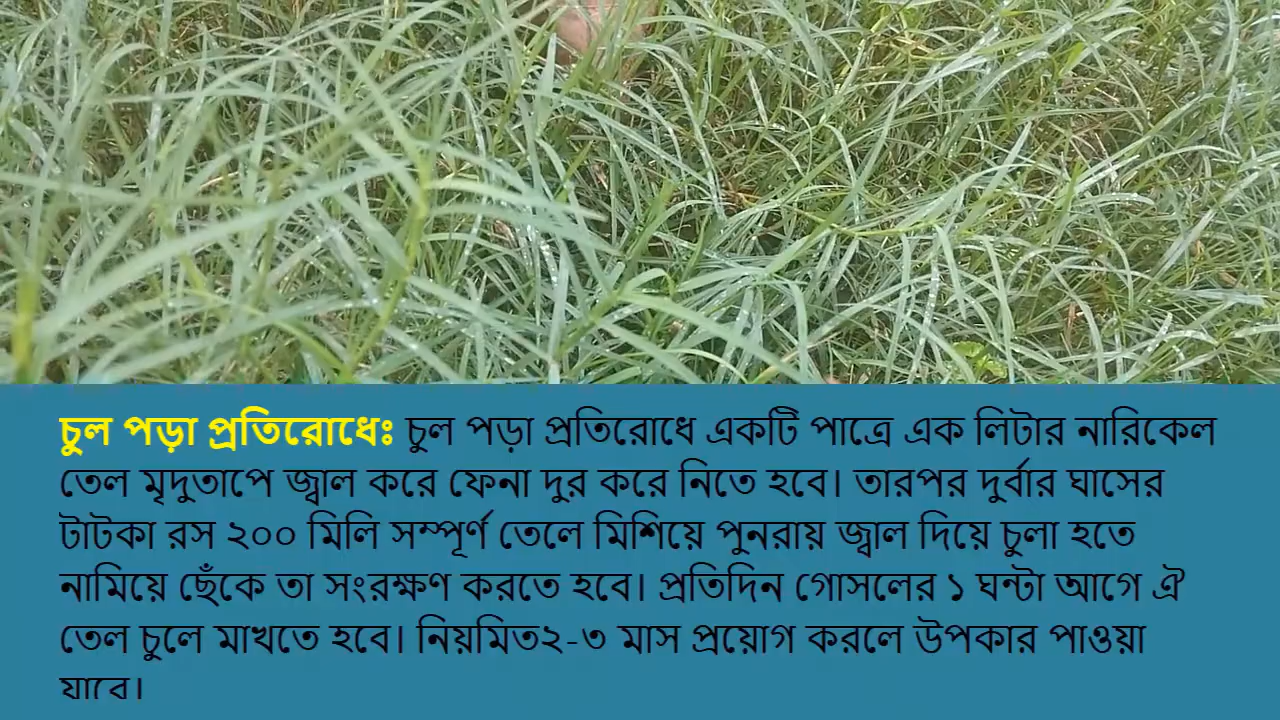 চুল পড়া প্রতিরোধেঃ চুল পড়া প্রতিরোধে একটি পাত্রে এক লিটার নারিকেল
তেল মৃদুতাপে জ্বাল করে ফেনা দুর করে নিতে হবে। তারপর দুর্বার ঘাসের
টাটকা রস ২০০ মিলি সম্পূর্ণ তেলে মিশিয়ে পুনরায় জ্বাল দিয়ে চুলা হতে
নামিয়ে ছেঁকে তা সংরক্ষণ করতে হবে। প্রতিদিন গোসলের ১ ঘন্টা আগে ঐ
তেল চুলে মাখতে হবে। নিয়মিত২-৩ মাস প্রয়োগ করলে উপকার পাওয়া
যাবে।